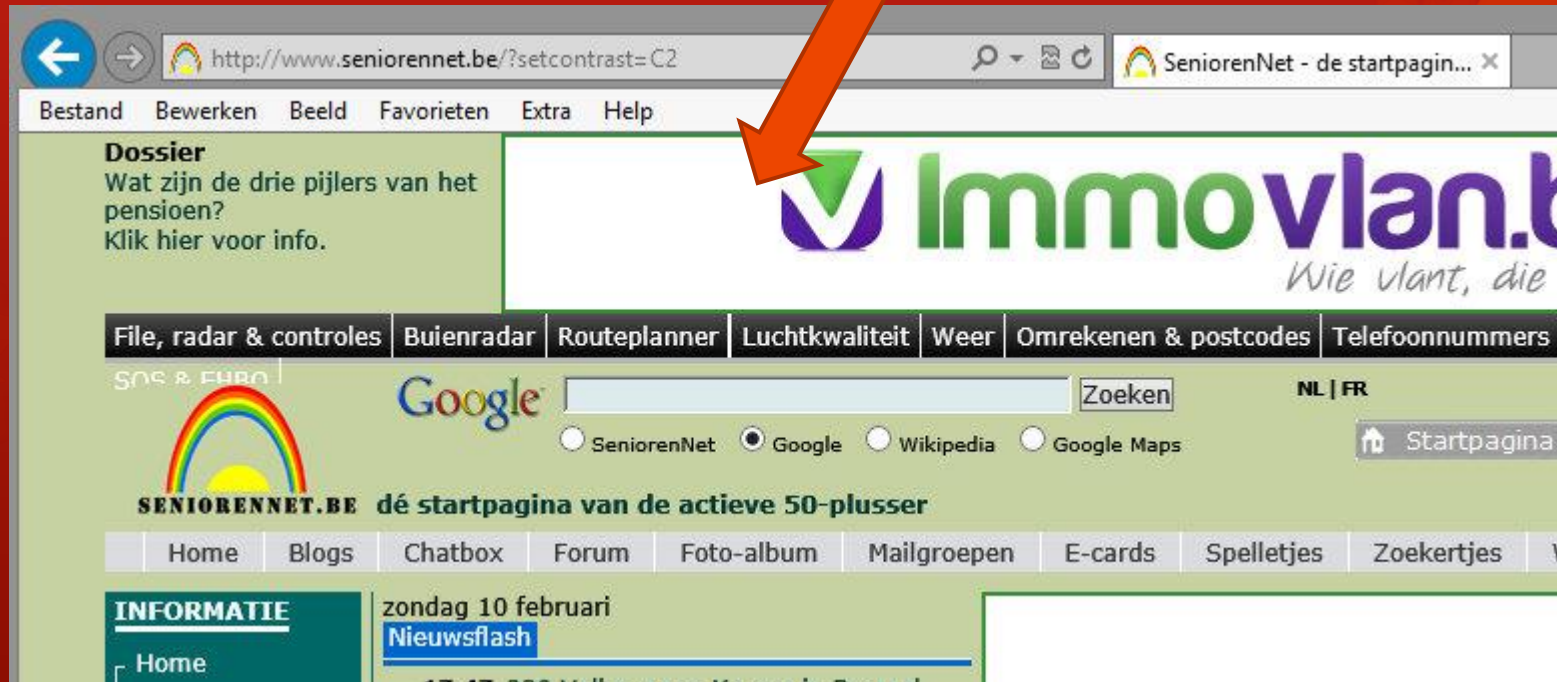 http://www.seniorennet.be/?setcontrast=C2
SeniorenNet - de startpagin...
Bestand Bewerken Beeld Favorieten Extra Help
Dossier
Wat zijn de drie pijlers van het
pensioen?
Klik hier voor info.
Immovlan.b
Wie vlant, die
File, radar & controles Buienradar Routeplanner Luchtkwaliteit Weer Omrekenen & postcodes Telefoonnummers
SOS & EHBO
Google Zoeken NL | FR
SeniorenNet Google Wikipedia Google Maps
Startpagina
SENIORENNET.BE dé startpagina van de actieve 50-plusser
Home Blogs Chatbox Forum Foto-album Mailgroepen E-cards Spelletjes Zoekertjes
INFORMATIE
Home
zondag 10 februari
Nieuwsflash